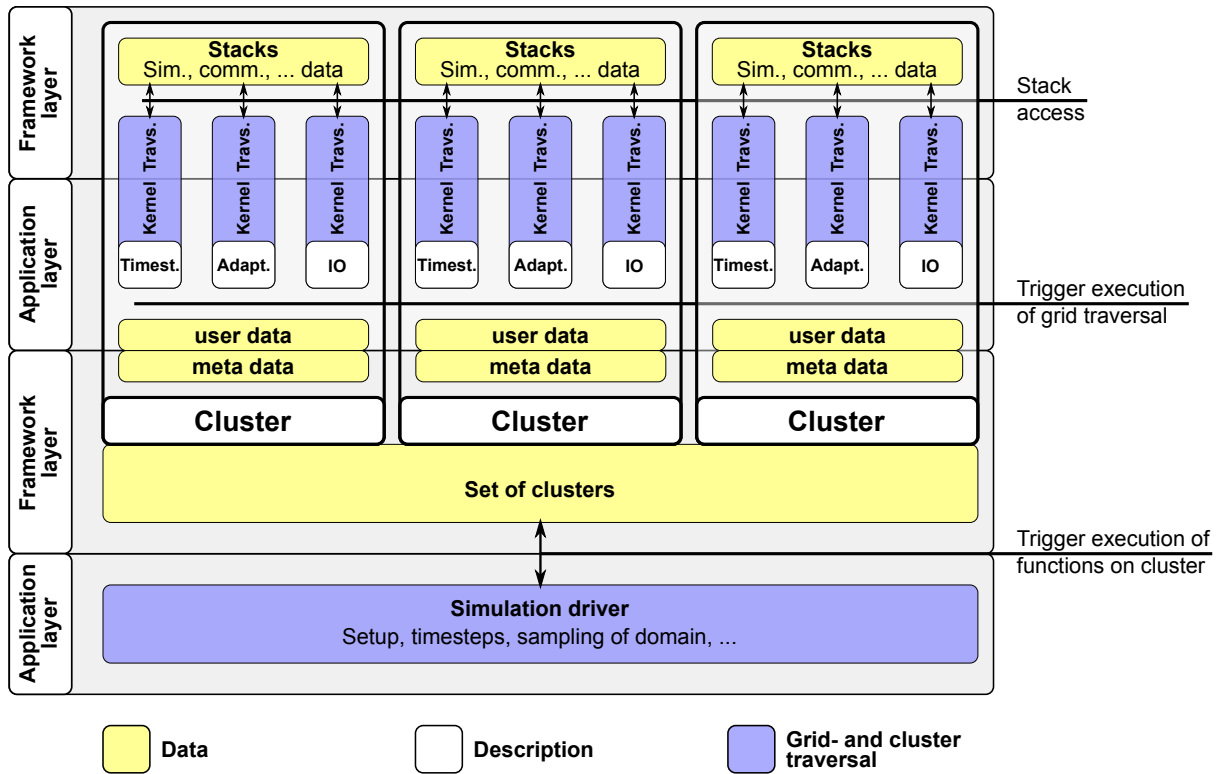 Framework
layer
Stacks
Sim., comm., ... data
Stacks
Sim., comm., ... data
Stacks
Sim., comm., ... data
Stack
access
Kernel Travs.
Kernel Travs.
Kernel Travs.
Kernel Travs.
Kernel Travs.
Kernel Travs.
Kernel Travs.
Kernel Travs.
Kernel Travs.
Application
layer
Timest.
Adapt.
IO
Timest.
Adapt.
IO
Timest.
Adapt.
IO
Trigger execution
of grid traversal
user data
user data
user data
meta data
meta data
meta data
Framework
layer
Cluster
Cluster
Cluster
Set of clusters
Trigger execution of
functions on cluster
Application
layer
Simulation driver
Setup, timesteps, sampling of domain, ...
Data
Description
Grid- and cluster
traversal